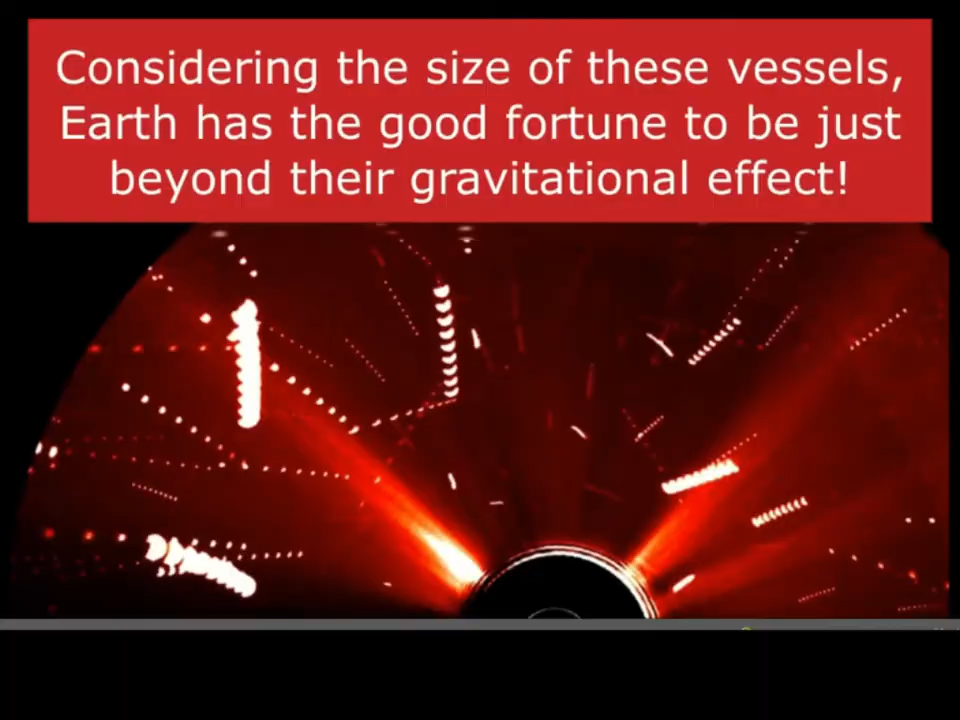 Considering the size of these vessels,
Earth has the good fortune to be just
beyond their gravitational effect!